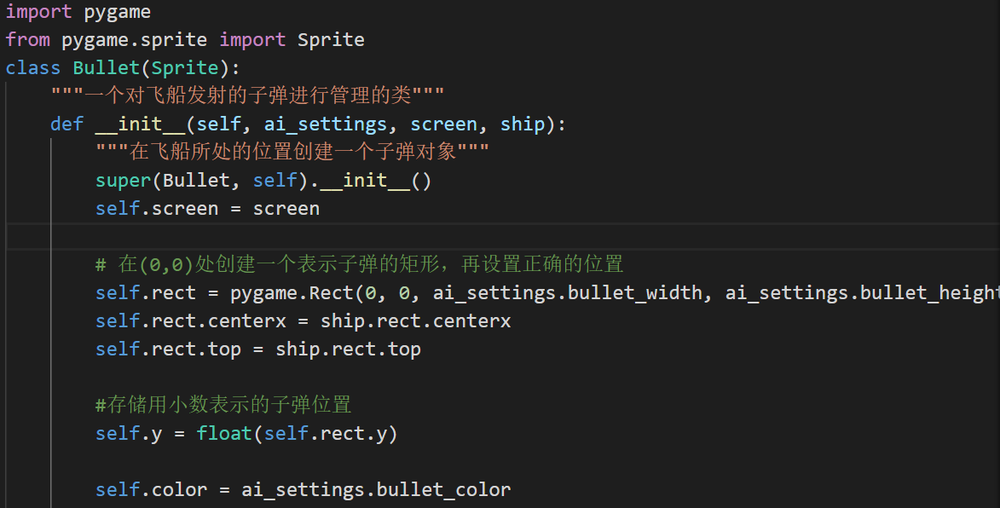 import pygame
from pygame.sprite import Sprite
class Bullet(Sprite):
    """一个对飞船发射的子弹进行管理的类"""
    def __init__(self, ai_settings, screen, ship):
        """在飞船所处的位置创建一个子弹对象"""
        super(Bullet, self).__init__()
        self.screen = screen
        # 在(0,0)处创建一个表示子弹的矩形，再设置正确的位置
        self.rect = pygame.Rect(0, 0, ai_settings.bullet_width, ai_settings.bullet_height
        self.rect.centerx = ship.rect.centerx
        self.rect.top = ship.rect.top
        #存储用小数表示的子弹位置
        self.y = float(self.rect.y)
        self.color = ai_settings.bullet_color